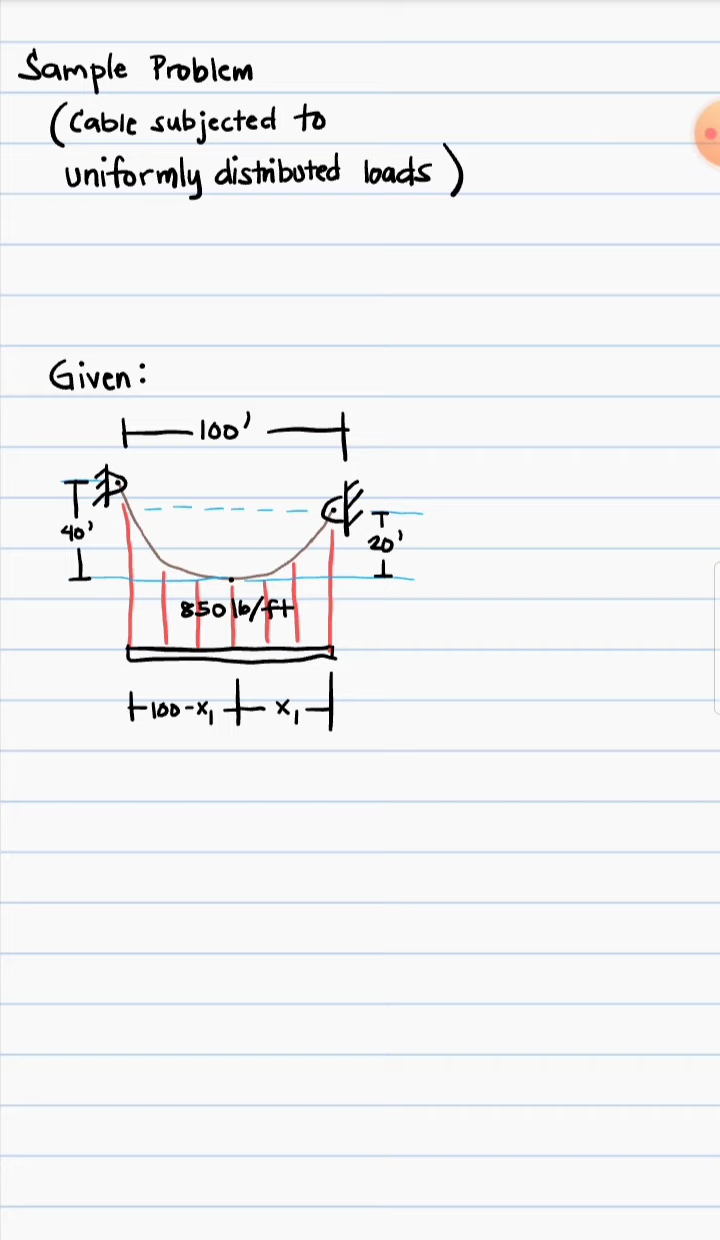 Sample Problem
(Cable subjected to
uniformly distributed loads)
Given:
100'
40'
20'
850 lb/ft
100-x₁
x₁